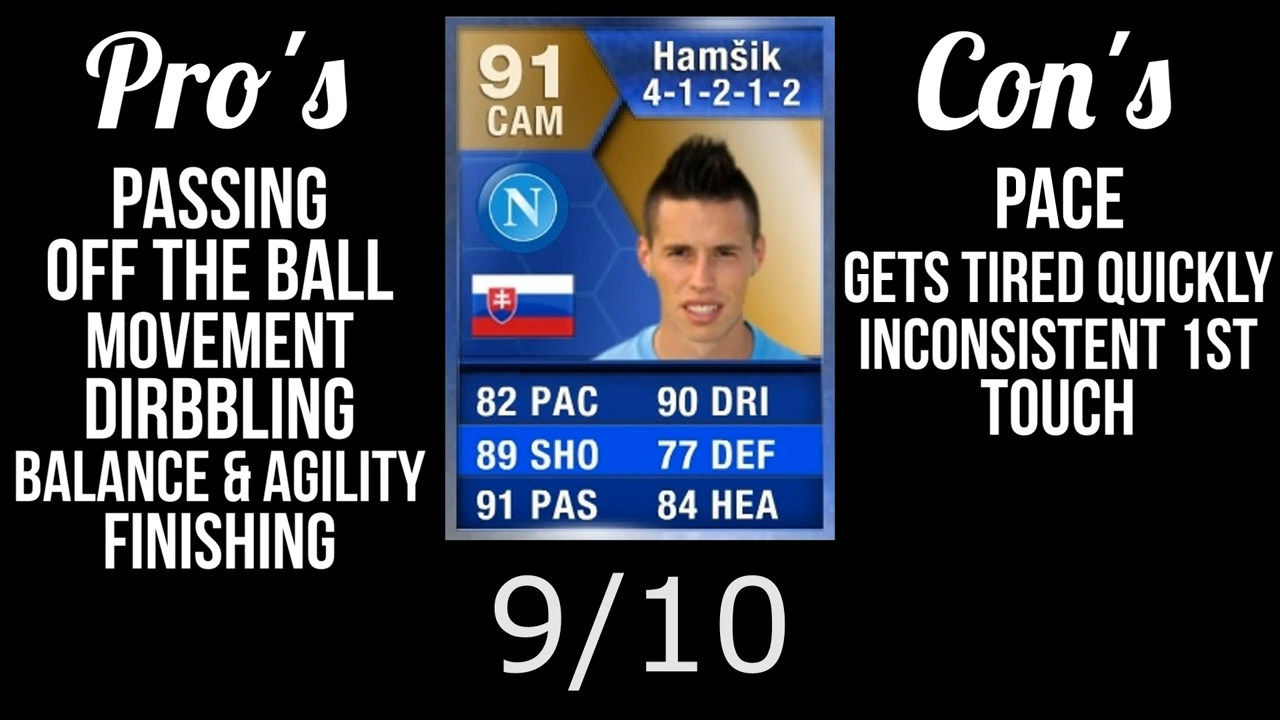 Pro's
PASSING
OFF THE BALL
MOVEMENT
DIRBBLING
BALANCE & AGILITY
FINISHING
91
CAM
Hamšik
4-1-2-1-2
N
82 PAC 90 DRI
89 SHO 77 DEF
91 PAS 84 HEA
9/10
Con's
PACE
GETS TIRED QUICKLY
INCONSISTENT 1ST
TOUCH